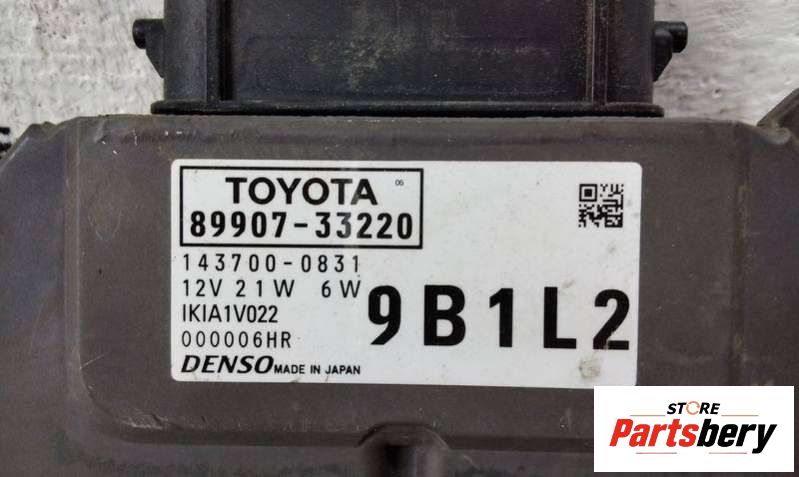 TOYOTA 06
89907-33220
143700-0831
12V 21W 6W
IKIA1V022
000006HR
9B1L2
DENSO MADE IN JAPAN
STORE
Partsbery